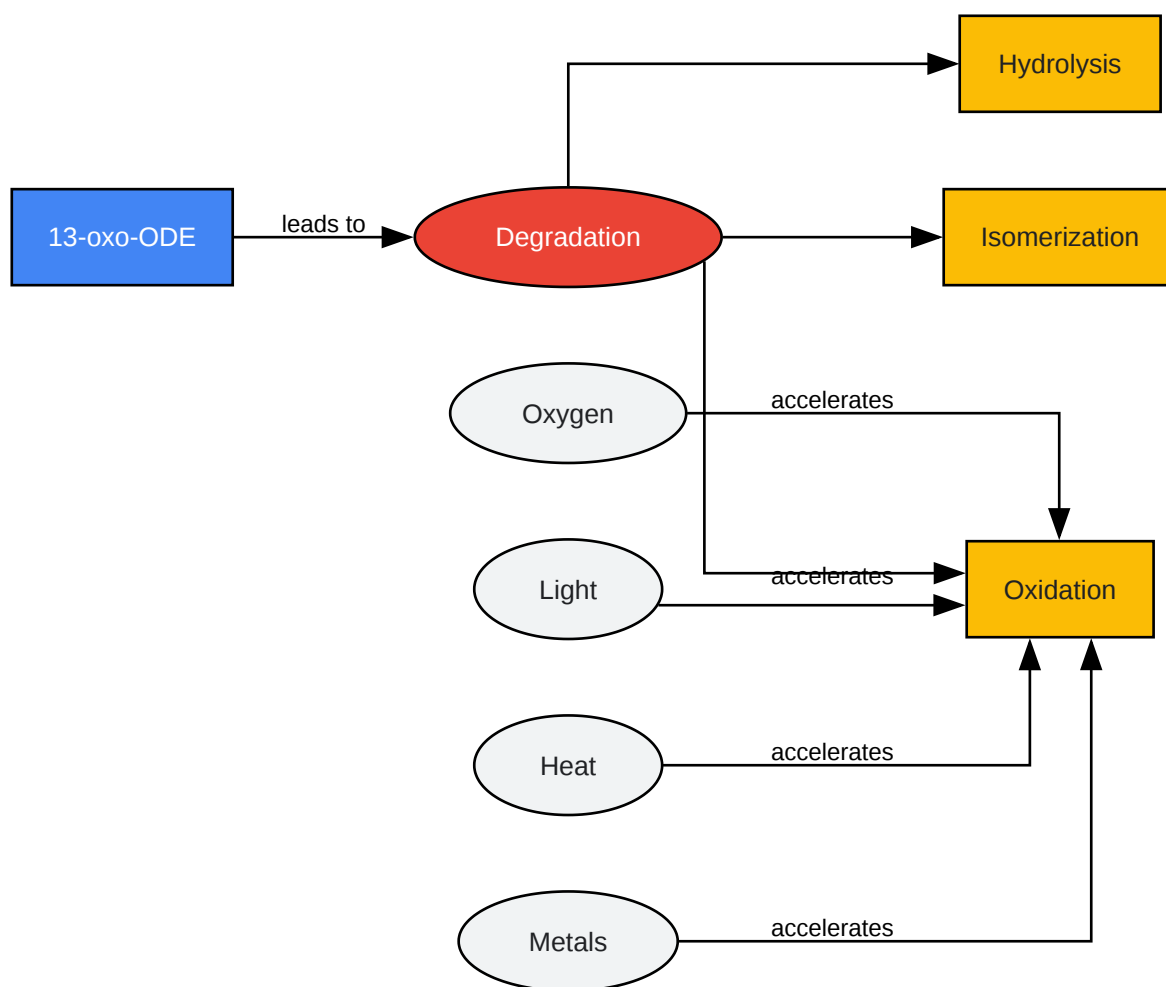 Hydrolysis
13-oxo-ODE
leads to
Degradation
Isomerization
Oxygen
accelerates
Light
accelerates
Oxidation
Heat
accelerates
Metals
accelerates